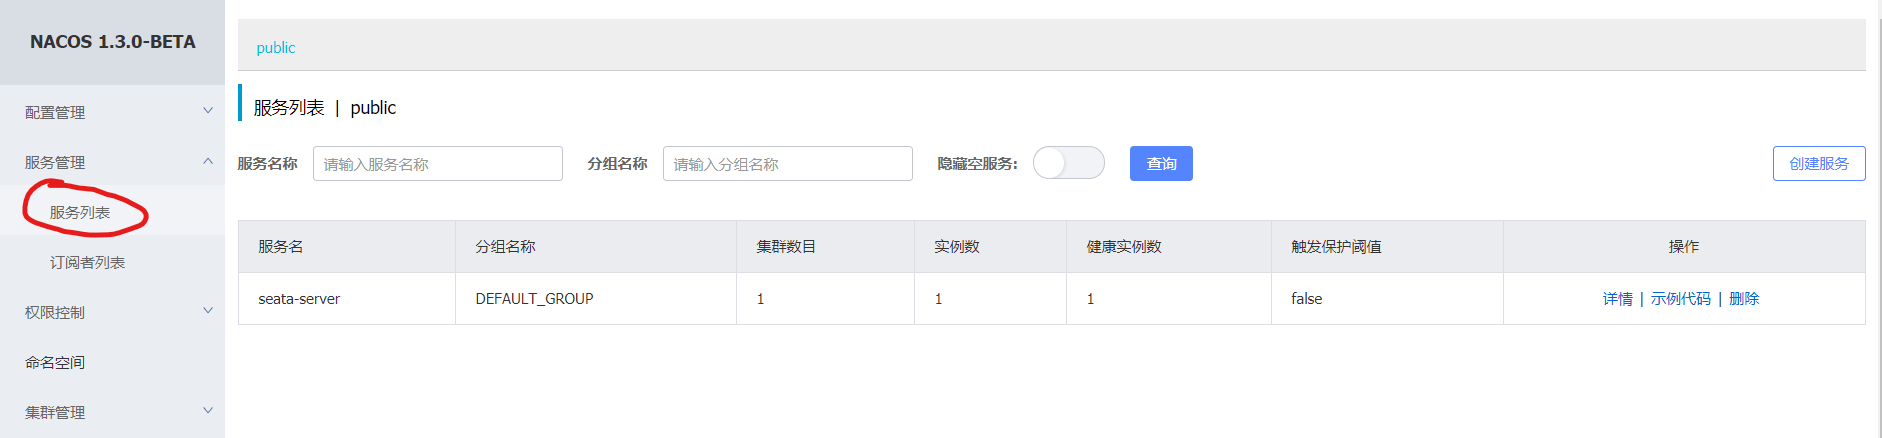 NACOS 1.3.0-BETA
配置管理
服务管理
服务列表
订阅者列表
权限控制
命名空间
集群管理
public
服务列表 | public
服务名称 请输入服务名称 分组名称 请输入分组名称 隐藏空服务: 查询 创建服务
服务名 分组名称 集群数目 实例数 健康实例数 触发保护阈值 操作
seata-server DEFAULT_GROUP 1 1 1 false 详情 | 示例代码 | 删除